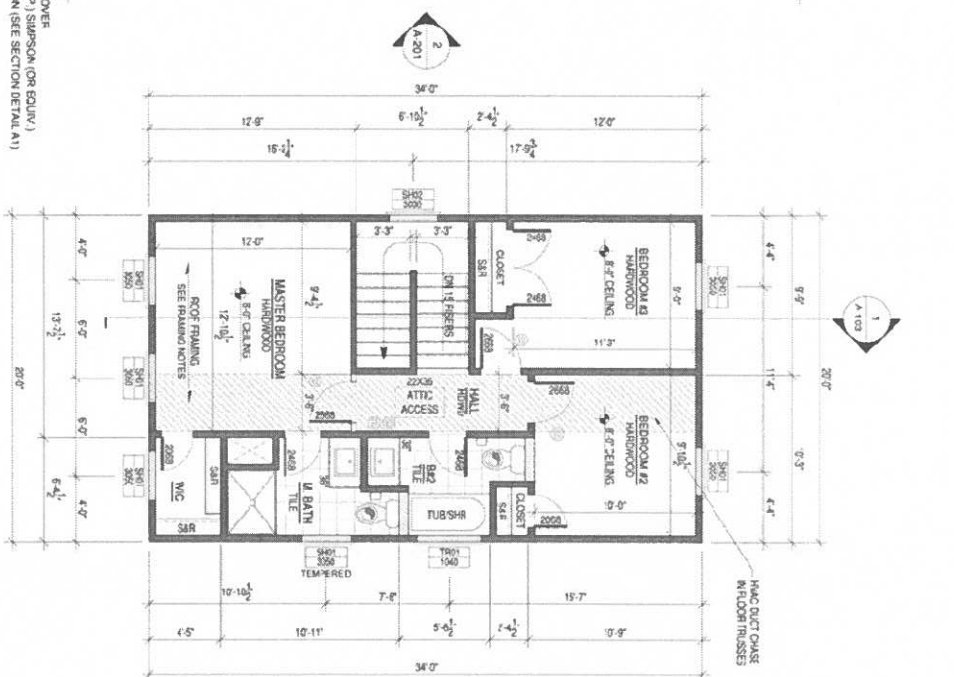 OVER
P.) SIMPSON (OR EQUIV.)
N (SEE SECTION DETAIL A1)
2
A-201
34'-0"
12'-9"
6'-10 1/2"
2'-4 1/2"
12'-0"
17'-9 3/4"
SH02
3030
1
A-103
4'-0"
6'-0"
6'-0"
4'-0"
13'-7 1/2"
6'-4 1/2"
20'-0"
SH01
3050
SH01
3050
SH01
3050
12'-0"
9'-4 1/2"
MASTER BEDROOM
HARDWOOD
8'-0" CEILING
12'-10 1/2"
ROOF FRAMING
SEE FRAMING NOTES
3'-3"
3'-3"
DN 15 RISERS
CLOSET
S&R
2468
2468
BEDROOM #3
HARDWOOD
8'-0" CEILING
9'-0"
11'-3"
2668
22X36
ATTIC
ACCESS
HALL
HDWD
3'-6"
3'-6"
2668
2668
BEDROOM #2
HARDWOOD
8'-0" CEILING
9'-10 1/2"
10'-0"
CLOSET
S&R
2068
WIC
S&R
S&R
2068
2468
M. BATH
TILE
36"
36"
B#2
TILE
2468
TUB/SHR
SH01
3050
SH01
3050
4'-4"
11'-4"
4'-4"
9'-5"
10'-3"
20'-0"
SH01
3050
TEMPERED
TR01
1040
10'-10 1/2"
7'-6"
15'-7"
4'-5"
10'-11"
5'-6 1/2"
2'-4 1/2"
10'-9"
34'-0"
HVAC DUCT CHASE
IN FLOOR TRUSSES